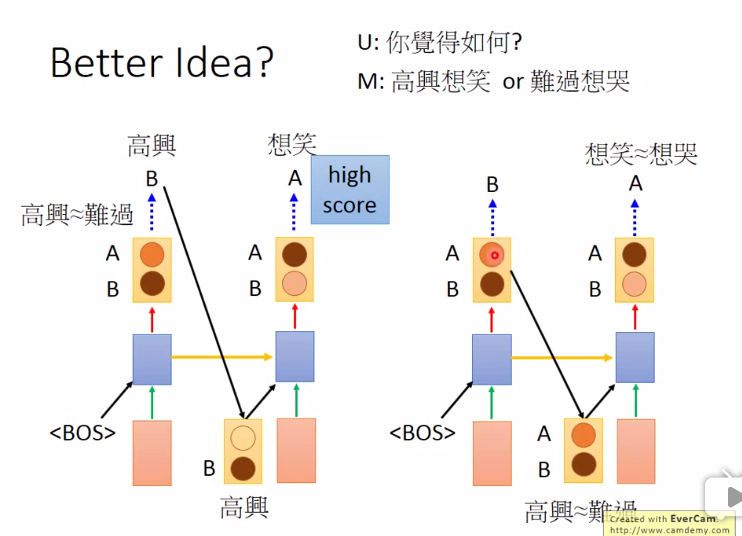 Better Idea?
U: 你覺得如何?
M: 高興想笑 or 難過想哭
高興
想笑
B
A
high
score
高興≈難過
A
B
A
B
<BOS>
B
高興
想笑≈想哭
B
A
A
B
A
B
<BOS>
A
B
高興≈難過
Created with EverCam.
http://www.camdemy.com